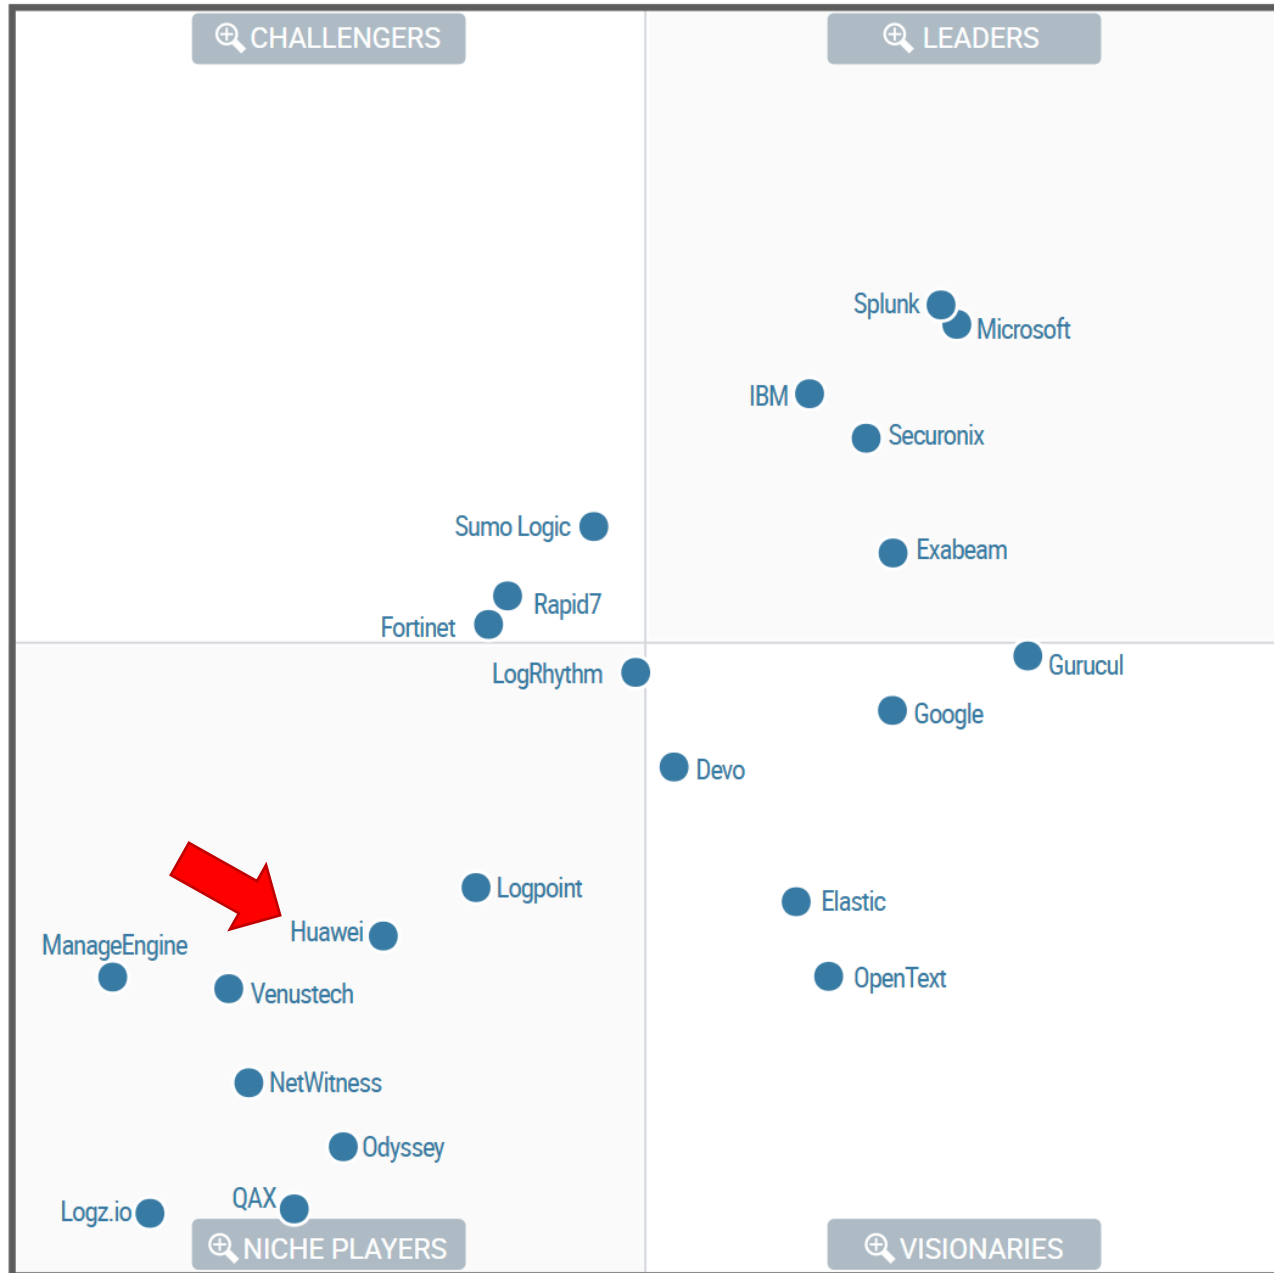 CHALLENGERS
LEADERS
Splunk
Microsoft
IBM
Securonix
Sumo Logic
Exabeam
Rapid7
Fortinet
LogRhythm
Gurucul
Google
Devo
Logpoint
Elastic
Huawei
ManageEngine
OpenText
Venustech
NetWitness
Odyssey
QAX
Logz.io
NICHE PLAYERS
VISIONARIES